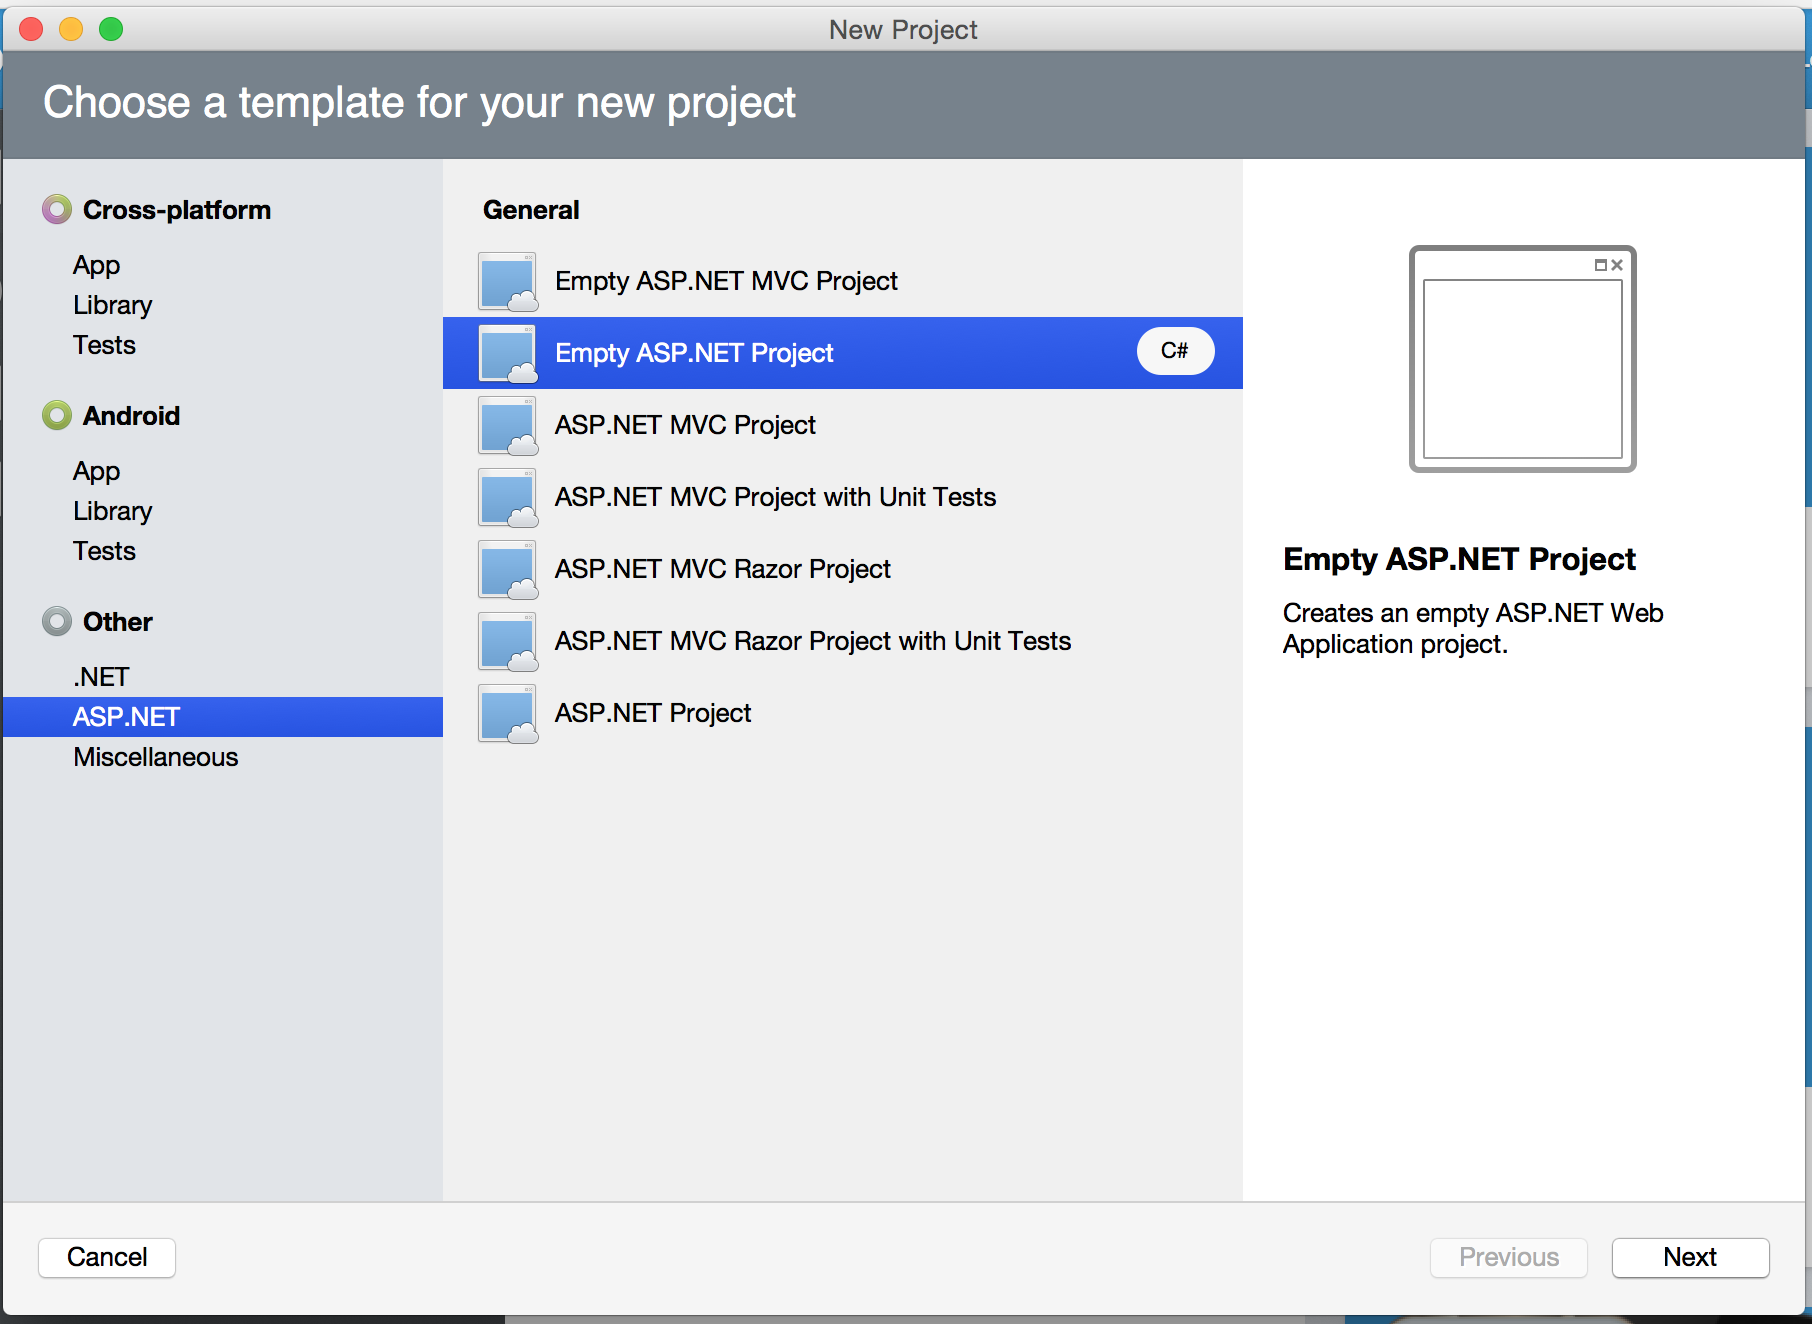 New Project
Choose a template for your new project
Cross-platform
App
Library
Tests
Android
App
Library
Tests
Other
.NET
ASP.NET
Miscellaneous
General
Empty ASP.NET MVC Project
Empty ASP.NET Project
C#
ASP.NET MVC Project
ASP.NET MVC Project with Unit Tests
ASP.NET MVC Razor Project
ASP.NET MVC Razor Project with Unit Tests
ASP.NET Project
Empty ASP.NET Project
Creates an empty ASP.NET Web
Application project.
Cancel
Previous
Next